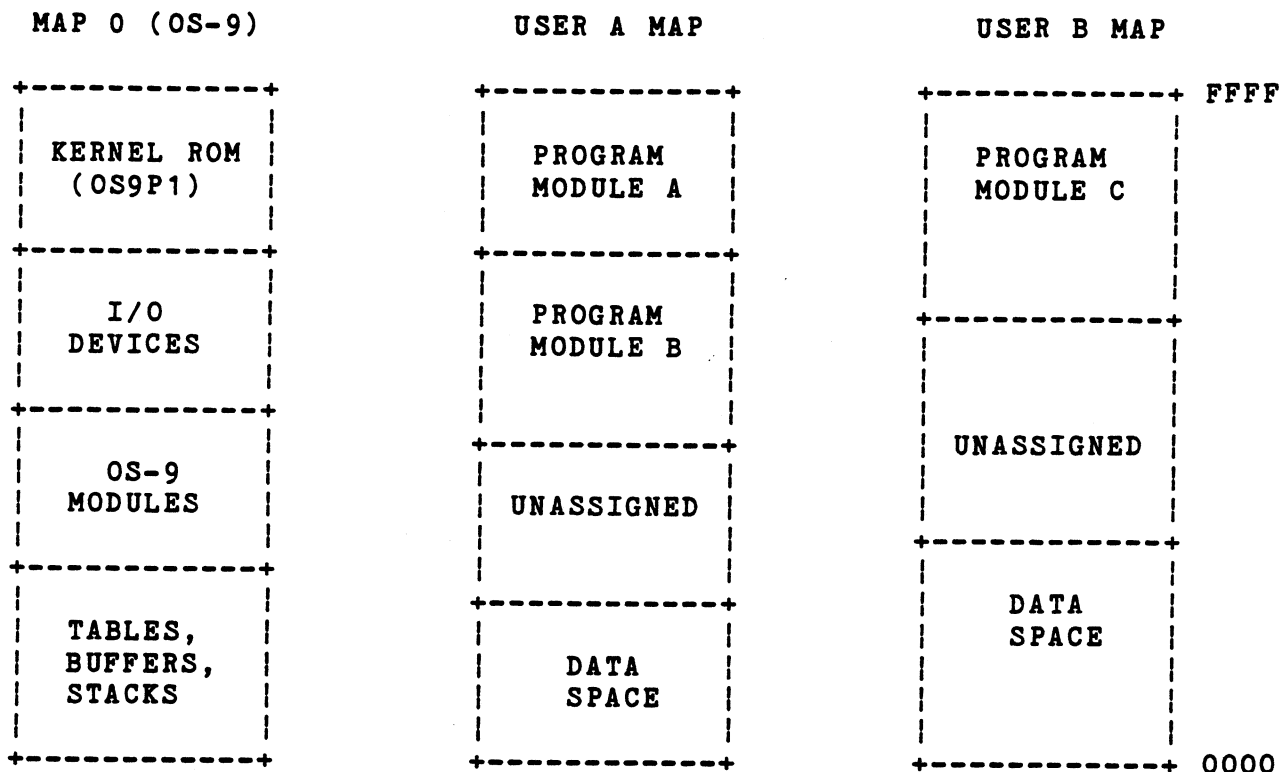 MAP 0 (OS-9)
KERNEL ROM
(OS9P1)
I/O
DEVICES
OS-9
MODULES
TABLES,
BUFFERS,
STACKS
USER A MAP
PROGRAM
MODULE A
PROGRAM
MODULE B
UNASSIGNED
DATA
SPACE
USER B MAP
FFFF
PROGRAM
MODULE C
UNASSIGNED
DATA
SPACE
0000